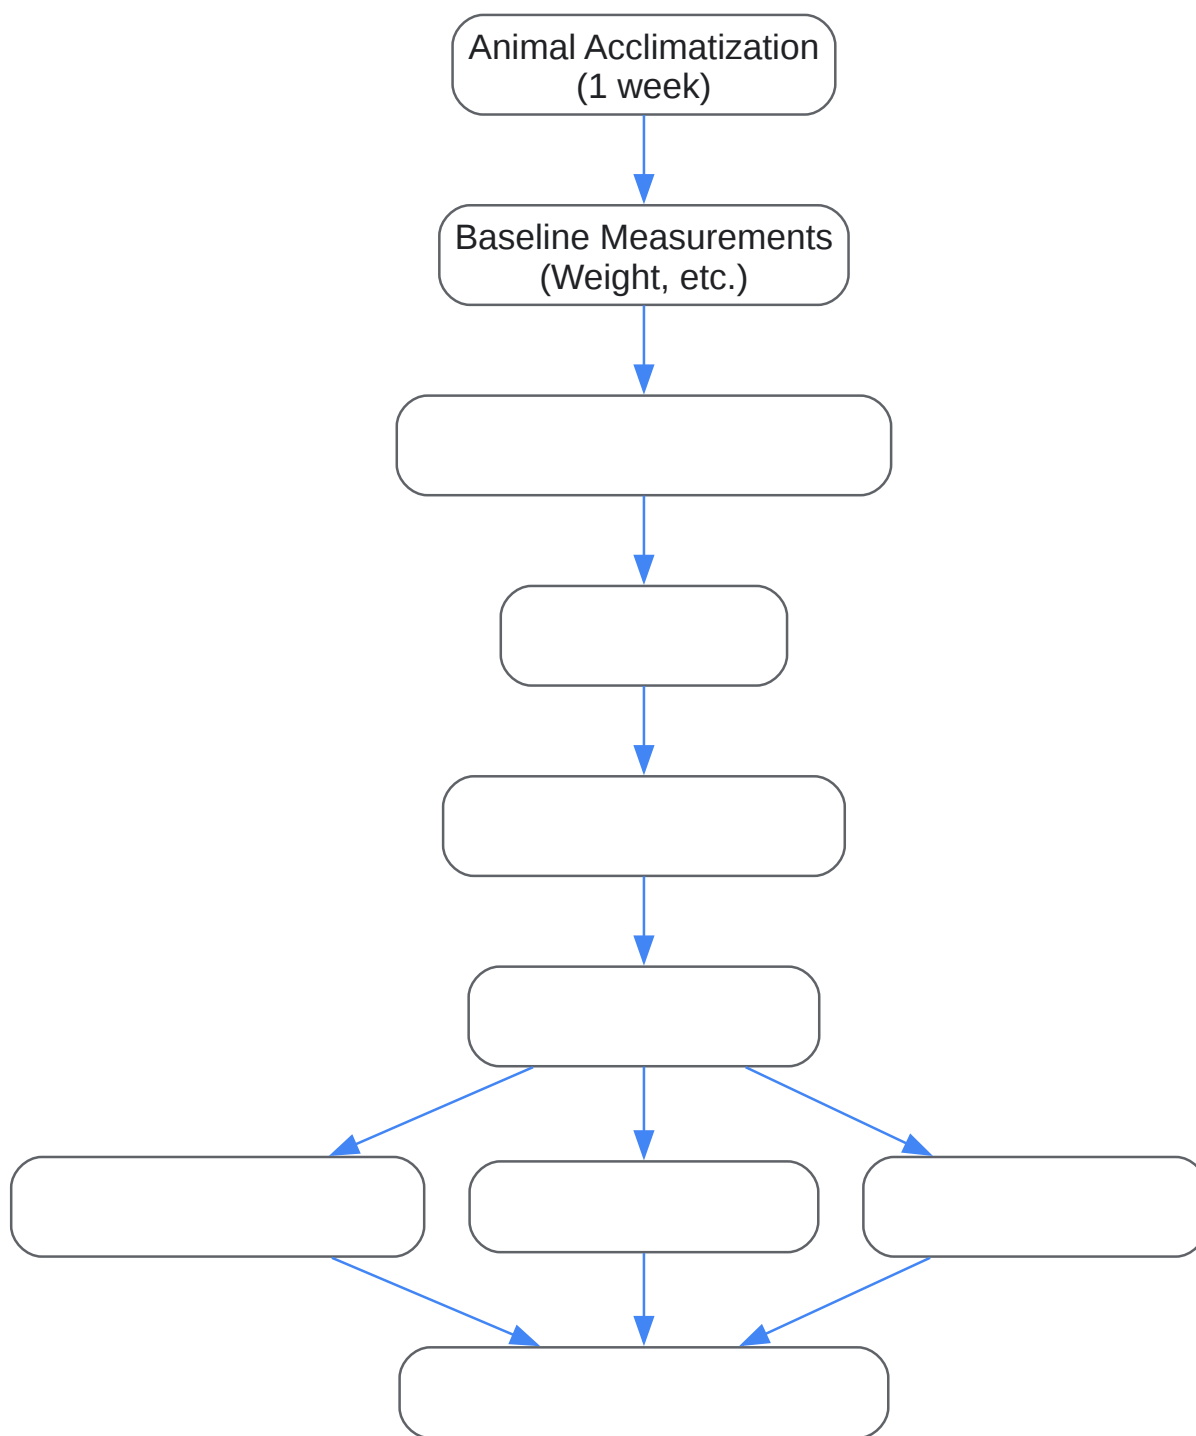 Animal Acclimatization
(1 week)
Baseline Measurements
(Weight, etc.)